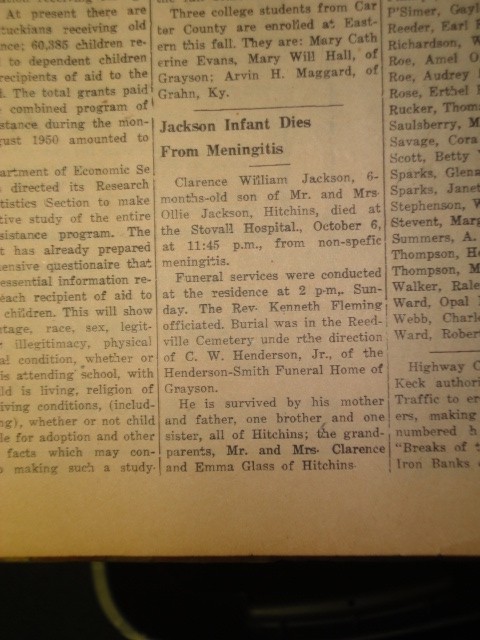 At present there are
tuckians receiving old
nce; 60,385 children re-
to dependent children
recipients of aid to the
The total grants paid
combined program of
stance during the mon-
gust 1950 amounted to
artment of Economic Se
directed its Research
tistics Section to make
tive study of the entire
sistance program. The
t has already prepared
ensive questionaire that
essential information re-
each recipient of aid to
children. This will show
ntage, race, sex, legit-
illegitimacy, physical
al condition, whether or
is attending school, with
ld is living, religion of
iving conditions, (includ-
ng), whether or not child
le for adoption and other
facts which may con-
making such a study.
Three college students from Car
ter County are enrolled at East-
ern this fall. They are: Mary Cath
erine Evans, Mary Will Hall, of
Grayson; Arvin H. Maggard, of
Grahn, Ky.
Jackson Infant Dies
From Meningitis
Clarence William Jackson, 6-
months-old son of Mr. and Mrs.
Ollie Jackson, Hitchins, died at
the Stovall Hospital., October 6,
at 11:45 p.m., from non-spefic
meningitis.
Funeral services were conducted
at the residence at 2 p.m,. Sun-
day. The Rev. Kenneth Fleming
officiated. Burial was in the Reed-
ville Cemetery unde rthe direction
of C. W. Henderson, Jr., of the
Henderson-Smith Funeral Home of
Grayson.
He is survived by his mother
and father, one brother and one
sister, all of Hitchins; the grand-
parents, Mr. and Mrs. Clarence
and Emma Glass of Hitchins.
P'Simer, Gayl
Reeder, Earl
Richardson, W
Roe, Amel O
Roe, Audrey
Rose, Erthel
Rucker, Thom
Saulsberry, M
Savage, Cora
Scott, Betty
Sparks, Glenn
Sparks, Janet
Stephenson, W
Stevent, Marg
Summers, A.
Thompson, He
Thompson, M
Walker, Rale
Ward, Opal
Webb, Charle
Ward, Rober
Highway C
Keck authori
Traffic to er
ers, making
numbered h
"Breaks of t
Iron Banks